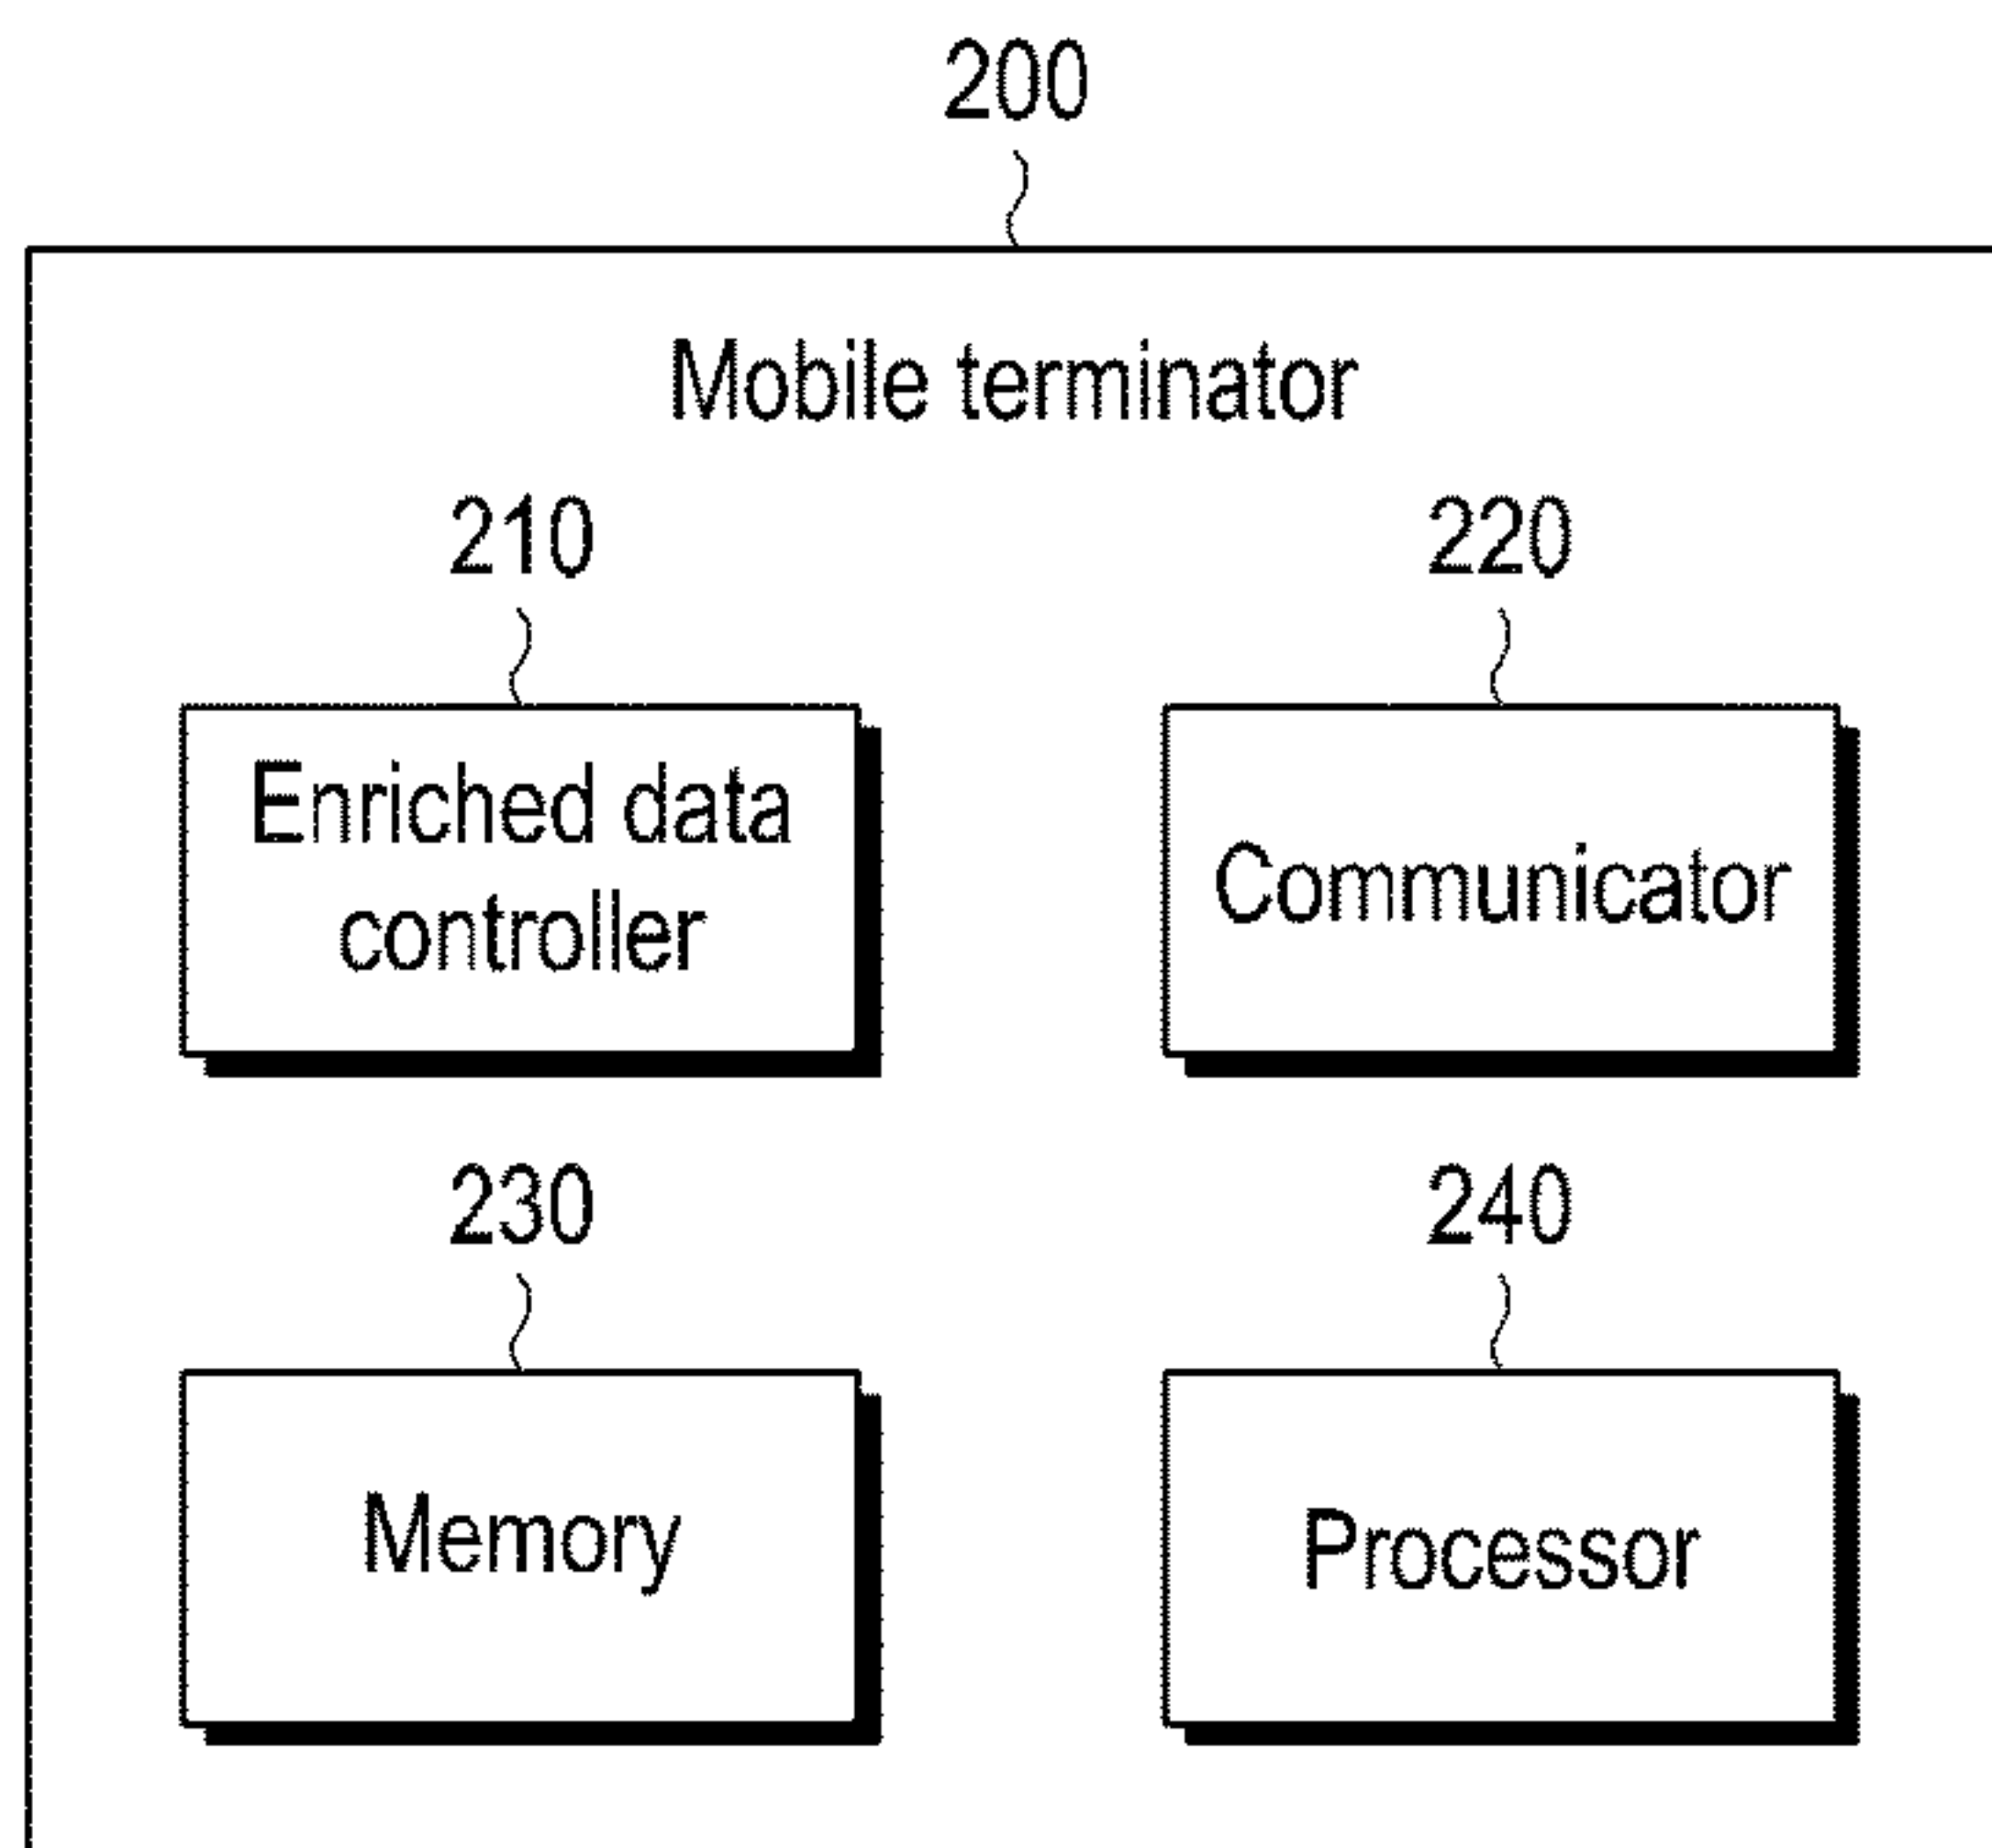 200
Mobile terminator
210
220
Enriched data
controller
Communicator
230
240
Memory
Processor